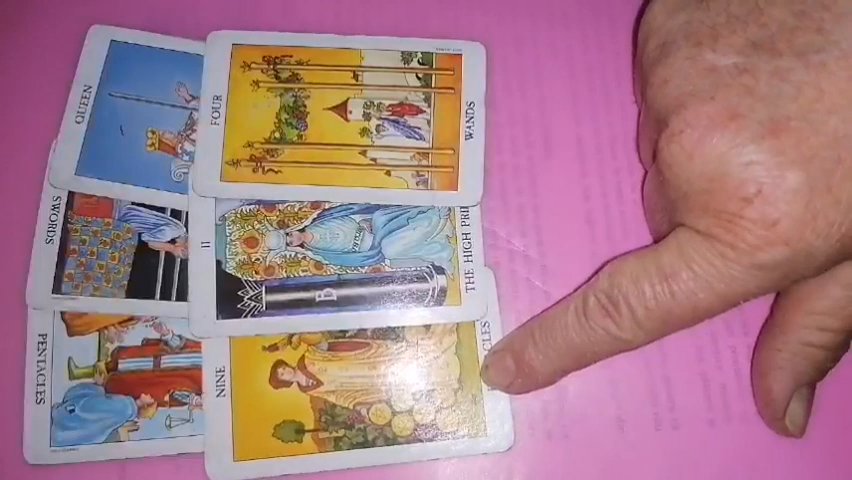 QUEEN
FOUR
WANDS
SWORDS
II
THE HIGH PRI
B
PENTACLES
NINE
CLES